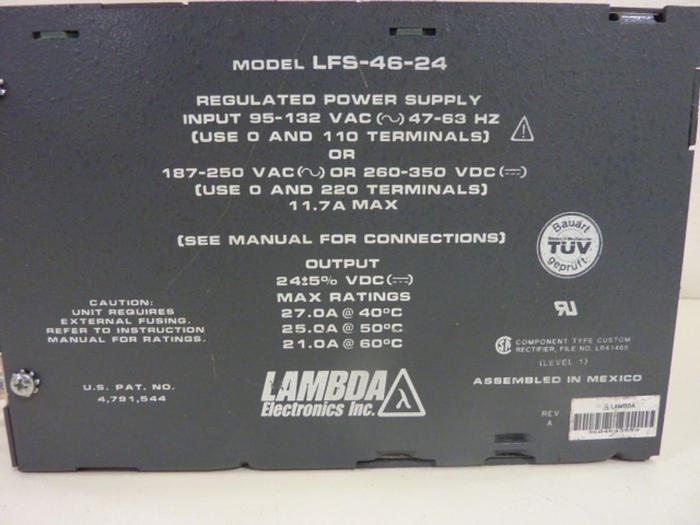 MODEL LFS-46-24
REGULATED POWER SUPPLY
INPUT 95-132 VAC (~) 47-63 HZ
(USE 0 AND 110 TERMINALS)
OR
187-250 VAC (~) OR 260-350 VDC (⎓)
(USE 0 AND 220 TERMINALS)
11.7A MAX
(SEE MANUAL FOR CONNECTIONS)
OUTPUT
24±5% VDC (⎓)
MAX RATINGS
27.0A @ 40°C
25.0A @ 50°C
21.0A @ 60°C
CAUTION:
UNIT REQUIRES
EXTERNAL FUSING.
REFER TO INSTRUCTION
MANUAL FOR RATINGS.
U.S. PAT. NO.
4,791,544
LAMBDA λ
Electronics Inc.
Bauart
TÜV
geprüft
RU
SA COMPONENT TYPE CUSTOM
RECTIFIER, FILE NO. LR41466
(LEVEL 1)
ASSEMBLED IN MEXICO
REV
A
LAMBDA